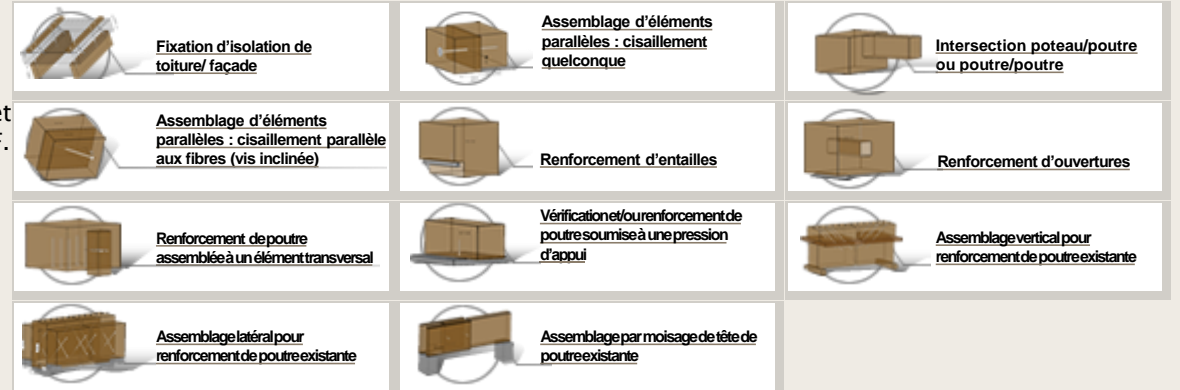 Fixation d’isolation de
toiture/ façade
Assemblage d’éléments
parallèles : cisaillement
quelconque
Intersection poteau/poutre
ou poutre/poutre
et
.
Assemblage d’éléments
parallèles : cisaillement parallèle
aux fibres (vis inclinée)
Renforcement d’entailles
Renforcement d’ouvertures
Renforcement de poutre
assemblée à un élément transversal
Vérification et/ou renforcement de
poutre soumise à une pression
d’appui
Assemblage vertical pour
renforcement de poutre existante
Assemblage latéral pour
renforcement de poutre existante
Assemblage par moisage de tête de
poutre existante